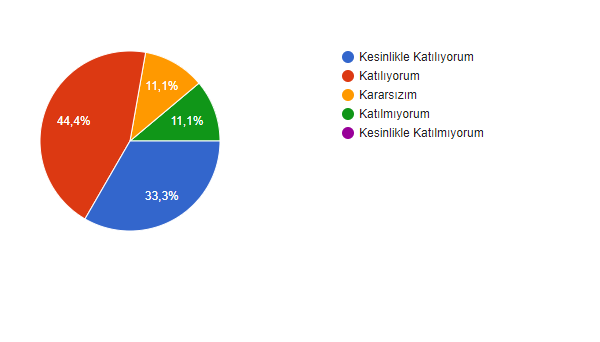 Kesinlikle Katılıyorum
Katılıyorum
Kararsızım
Katılmıyorum
Kesinlikle Katılmıyorum
11,1%
44,4%
11,1%
33,3%